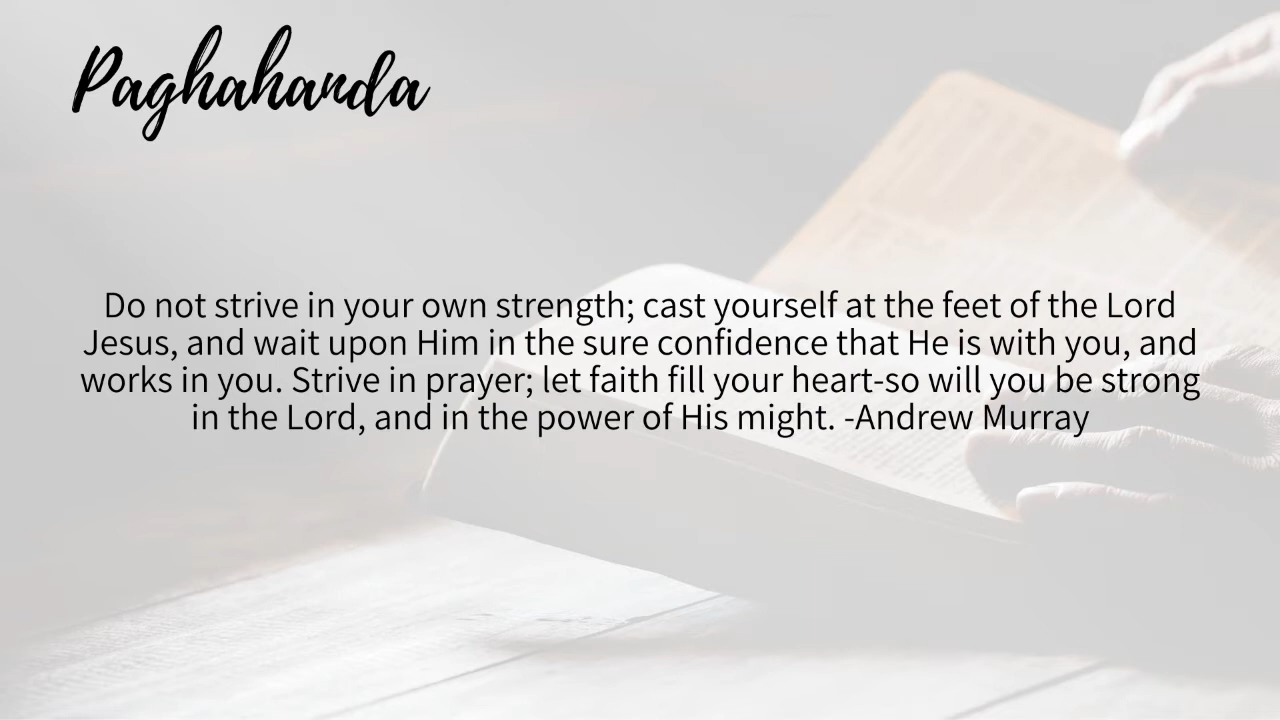 Paghahanda
Do not strive in your own strength; cast yourself at the feet of the Lord
Jesus, and wait upon Him in the sure confidence that He is with you, and
works in you. Strive in prayer; let faith fill your heart-so will you be strong
in the Lord, and in the power of His might. -Andrew Murray